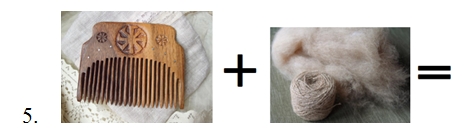 5. + =